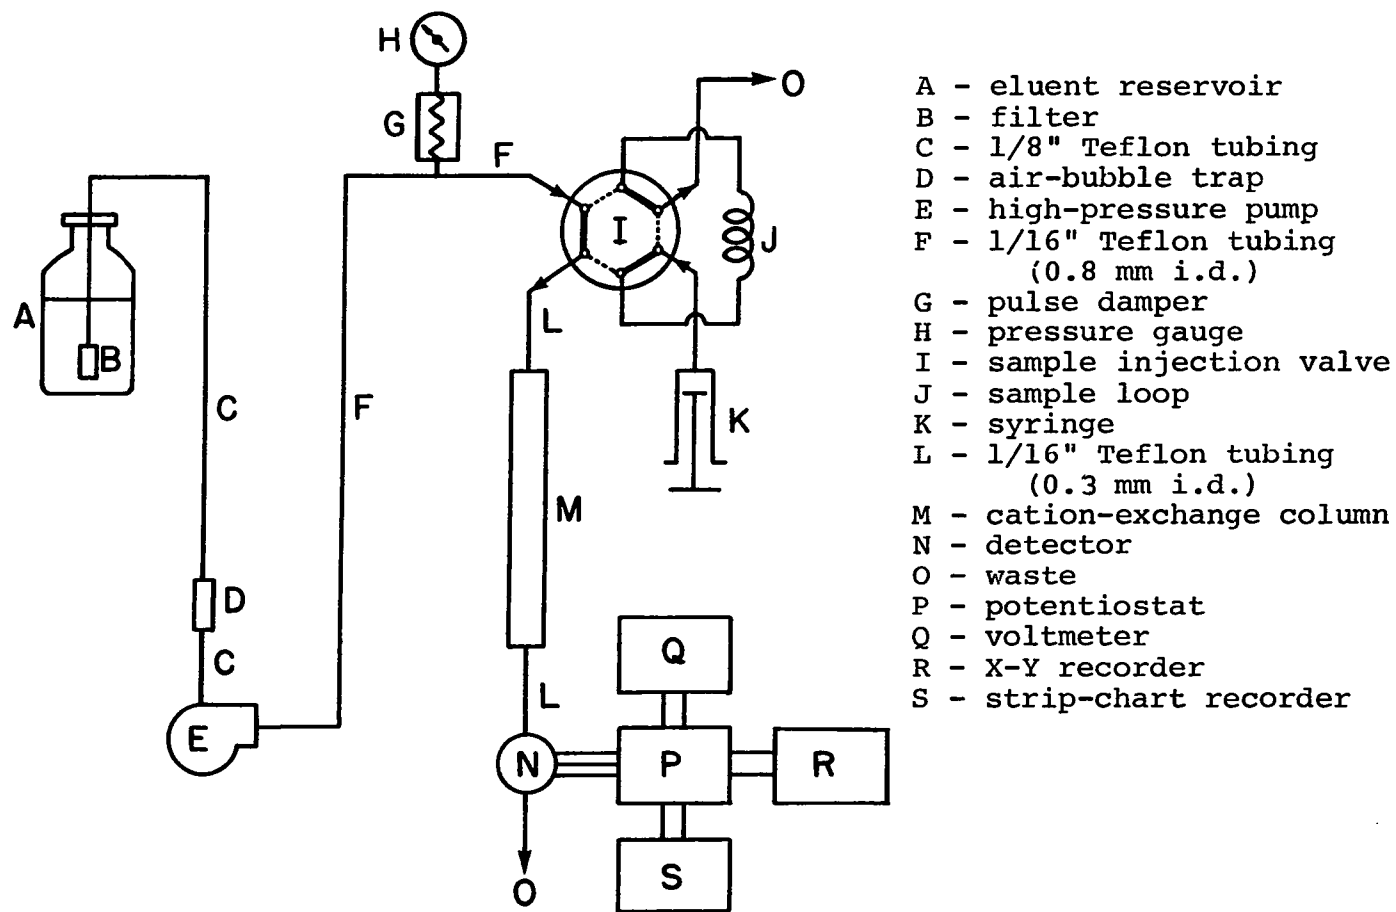 H
O
G
F
I
J
A
B
L
C
F
K
M
D
C
Q
L
E
N
P
R
S
O
A - eluent reservoir
B - filter
C - 1/8" Teflon tubing
D - air-bubble trap
E - high-pressure pump
F - 1/16" Teflon tubing
(0.8 mm i.d.)
G - pulse damper
H - pressure gauge
I - sample injection valve
J - sample loop
K - syringe
L - 1/16" Teflon tubing
(0.3 mm i.d.)
M - cation-exchange column
N - detector
O - waste
P - potentiostat
Q - voltmeter
R - X-Y recorder
S - strip-chart recorder